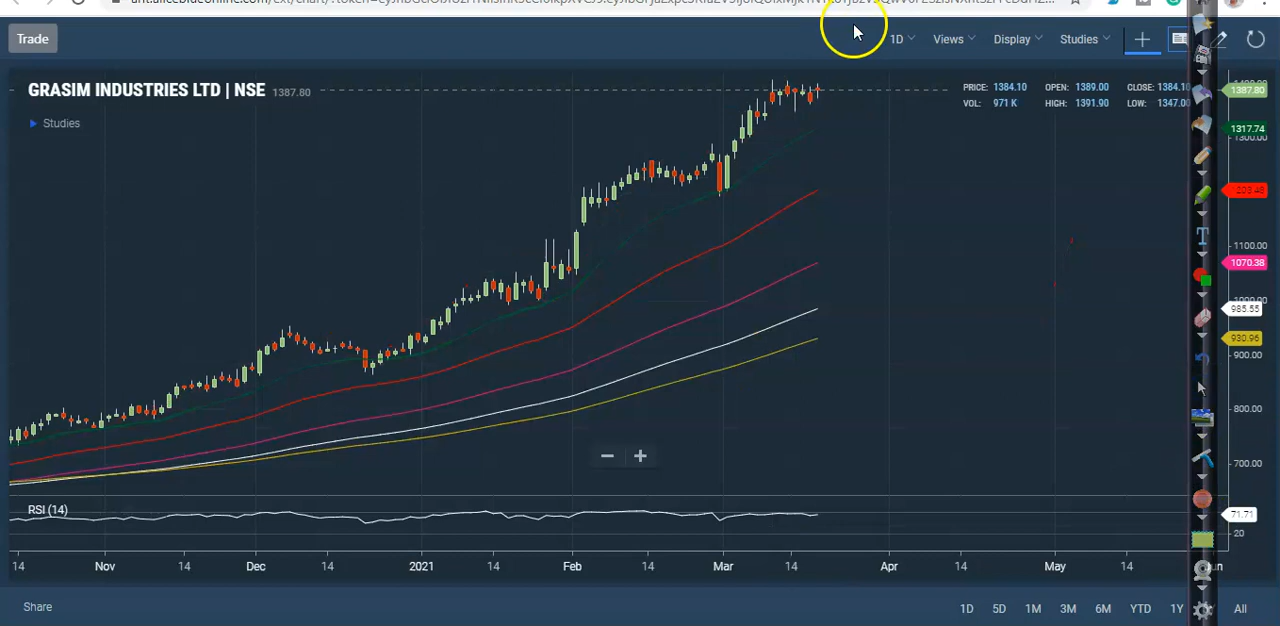 Trade
1D Views Display Studies
GRASIM INDUSTRIES LTD | NSE 1387.80
PRICE: 1384.10 OPEN: 1389.00 CLOSE: 1384.10
VOL: 971 K HIGH: 1391.90 LOW: 1347.00
Studies
1387.80
1317.74
1300.00
1100.00
1070.38
985.55
930.96
900.00
800.00
700.00
RSI (14)
71.71
20
14 Nov 14 Dec 14 2021 14 Feb 14 Mar 14 Apr 14 May 14
Share
1D 5D 1M 3M 6M YTD 1Y All